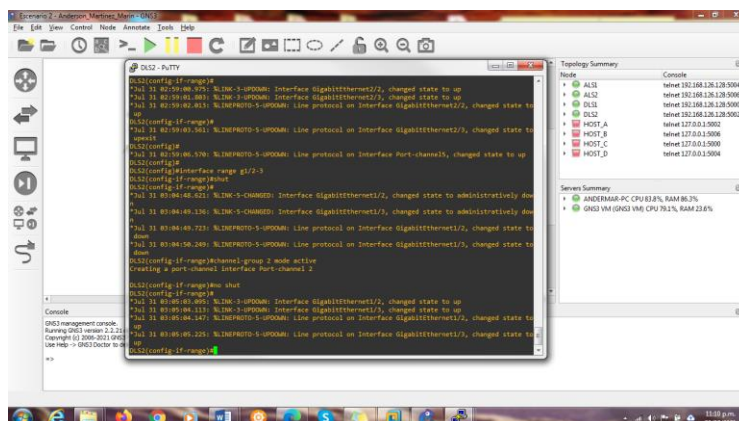 Escenario 2 - Anderson_Martinez_Marin - GNS3
File Edit View Control Node Annotate Tools Help
DLS2 - PuTTY
DLS2(config-if-range)#
*Jul 31 02:59:00.975: %LINK-3-UPDOWN: Interface GigabitEthernet2/2, changed state to up
*Jul 31 02:59:01.003: %LINK-3-UPDOWN: Interface GigabitEthernet2/3, changed state to up
*Jul 31 02:59:02.013: %LINEPROTO-5-UPDOWN: Line protocol on Interface GigabitEthernet2/2, changed state to
up
DLS2(config-if-range)#
*Jul 31 02:59:03.561: %LINEPROTO-5-UPDOWN: Line protocol on Interface GigabitEthernet2/3, changed state to
upexit
DLS2(config)#
*Jul 31 02:59:06.570: %LINEPROTO-5-UPDOWN: Line protocol on Interface Port-channel5, changed state to up
DLS2(config)#interface range g1/2-3
DLS2(config-if-range)#shut
DLS2(config-if-range)#
*Jul 31 03:04:48.621: %LINK-5-CHANGED: Interface GigabitEthernet1/2, changed state to administratively dow
n
*Jul 31 03:04:49.136: %LINK-5-CHANGED: Interface GigabitEthernet1/3, changed state to administratively dow
n
*Jul 31 03:04:49.723: %LINEPROTO-5-UPDOWN: Line protocol on Interface GigabitEthernet1/2, changed state to
down
*Jul 31 03:04:50.249: %LINEPROTO-5-UPDOWN: Line protocol on Interface GigabitEthernet1/3, changed state to
down
DLS2(config-if-range)#channel-group 2 mode active
Creating a port-channel interface Port-channel 2
DLS2(config-if-range)#no shut
DLS2(config-if-range)#
*Jul 31 03:05:03.095: %LINK-3-UPDOWN: Interface GigabitEthernet1/2, changed state to up
*Jul 31 03:05:04.113: %LINK-3-UPDOWN: Interface GigabitEthernet1/3, changed state to up
*Jul 31 03:05:04.147: %LINEPROTO-5-UPDOWN: Line protocol on Interface GigabitEthernet1/2, changed state to
up
*Jul 31 03:05:05.225: %LINEPROTO-5-UPDOWN: Line protocol on Interface GigabitEthernet1/3, changed state to
up
DLS2(config-if-range)#
Topology Summary
Node Console
ALS1 telnet 192.168.126.128:5004
ALS2 telnet 192.168.126.128:5006
DLS1 telnet 192.168.126.128:5000
DLS2 telnet 192.168.126.128:5002
HOST_A telnet 127.0.0.1:5002
HOST_B telnet 127.0.0.1:5006
HOST_C telnet 127.0.0.1:5000
HOST_D telnet 127.0.0.1:5004
Servers Summary
ANDERMAR-PC CPU 83.8%, RAM 86.3%
GNS3 VM (GNS3 VM) CPU 79.1%, RAM 23.6%
Console
GNS3 management console.
Running GNS3 version 2.2.21
Copyright (c) 2006-2021 GNS3
Use Help -> GNS3 Doctor to de
=>
11:10 p.m.